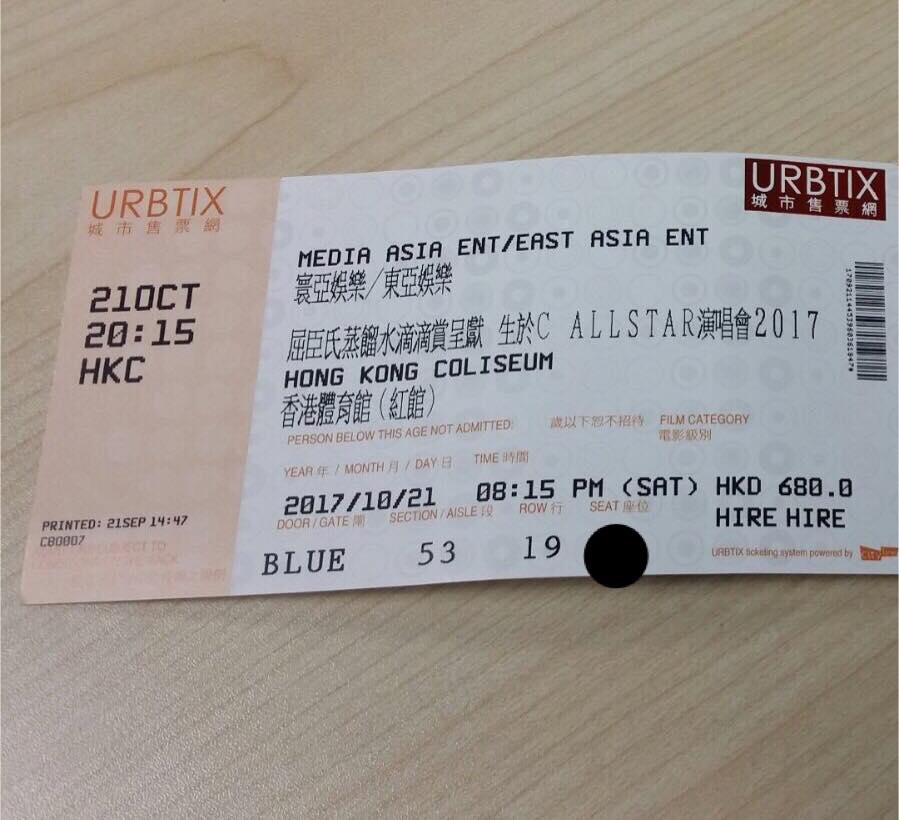 URBTIX
城市售票網
21OCT
20:15
HKC
PRINTED: 21SEP 14:47
CB0007
URBTIX
城市售票網
MEDIA ASIA ENT/EAST ASIA ENT
寰亞娛樂/東亞娛樂
屈臣氏蒸餾水滴滴賞呈獻 生於C ALLSTAR演唱會2017
HONG KONG COLISEUM
香港體育館(紅館)
PERSON BELOW THIS AGE NOT ADMITTED: 歲以下恕不招待 FILM CATEGORY
電影級別
YEAR 年 / MONTH 月 / DAY 日 TIME 時間
2017/10/21 08:15 PM (SAT) HKD 680.0
DOOR / GATE 閘 SECTION / AISLE 段 ROW 行 SEAT 座位 HIRE HIRE
BLUE 53 19
URBTIX ticketing system powered by